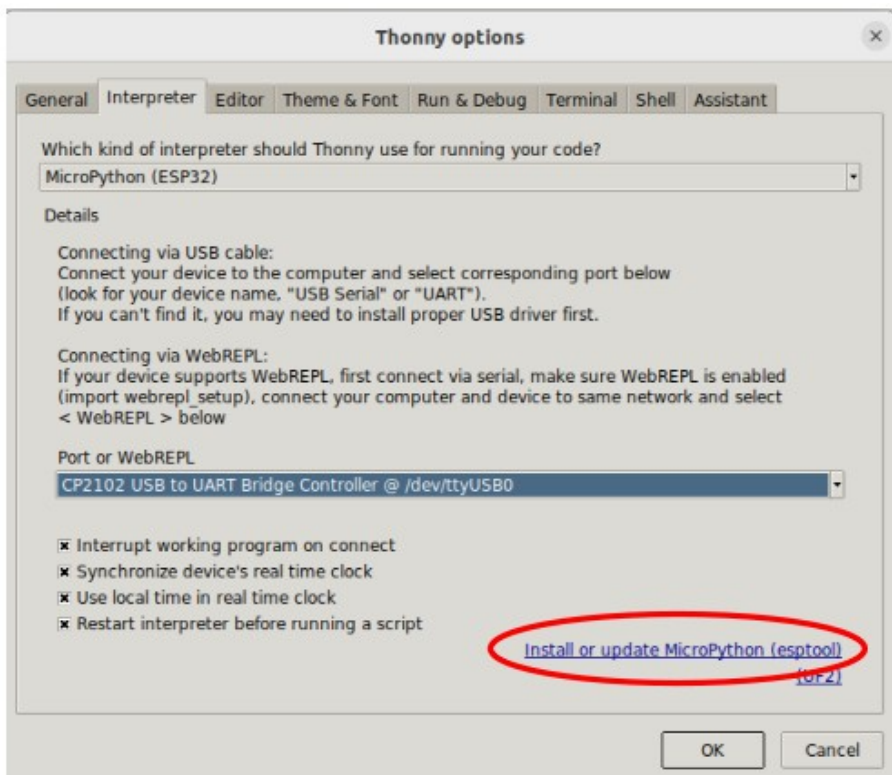 Thonny options
General Interpreter Editor Theme & Font Run & Debug Terminal Shell Assistant
Which kind of interpreter should Thonny use for running your code?
MicroPython (ESP32)
Details
Connecting via USB cable:
Connect your device to the computer and select corresponding port below
(look for your device name, "USB Serial" or "UART").
If you can't find it, you may need to install proper USB driver first.
Connecting via WebREPL:
If your device supports WebREPL, first connect via serial, make sure WebREPL is enabled
(import webrepl_setup), connect your computer and device to same network and select
< WebREPL > below
Port or WebREPL
CP2102 USB to UART Bridge Controller @ /dev/ttyUSB0
Interrupt working program on connect
Synchronize device's real time clock
Use local time in real time clock
Restart interpreter before running a script
Install or update MicroPython (esptool)
(UF2)
OK Cancel